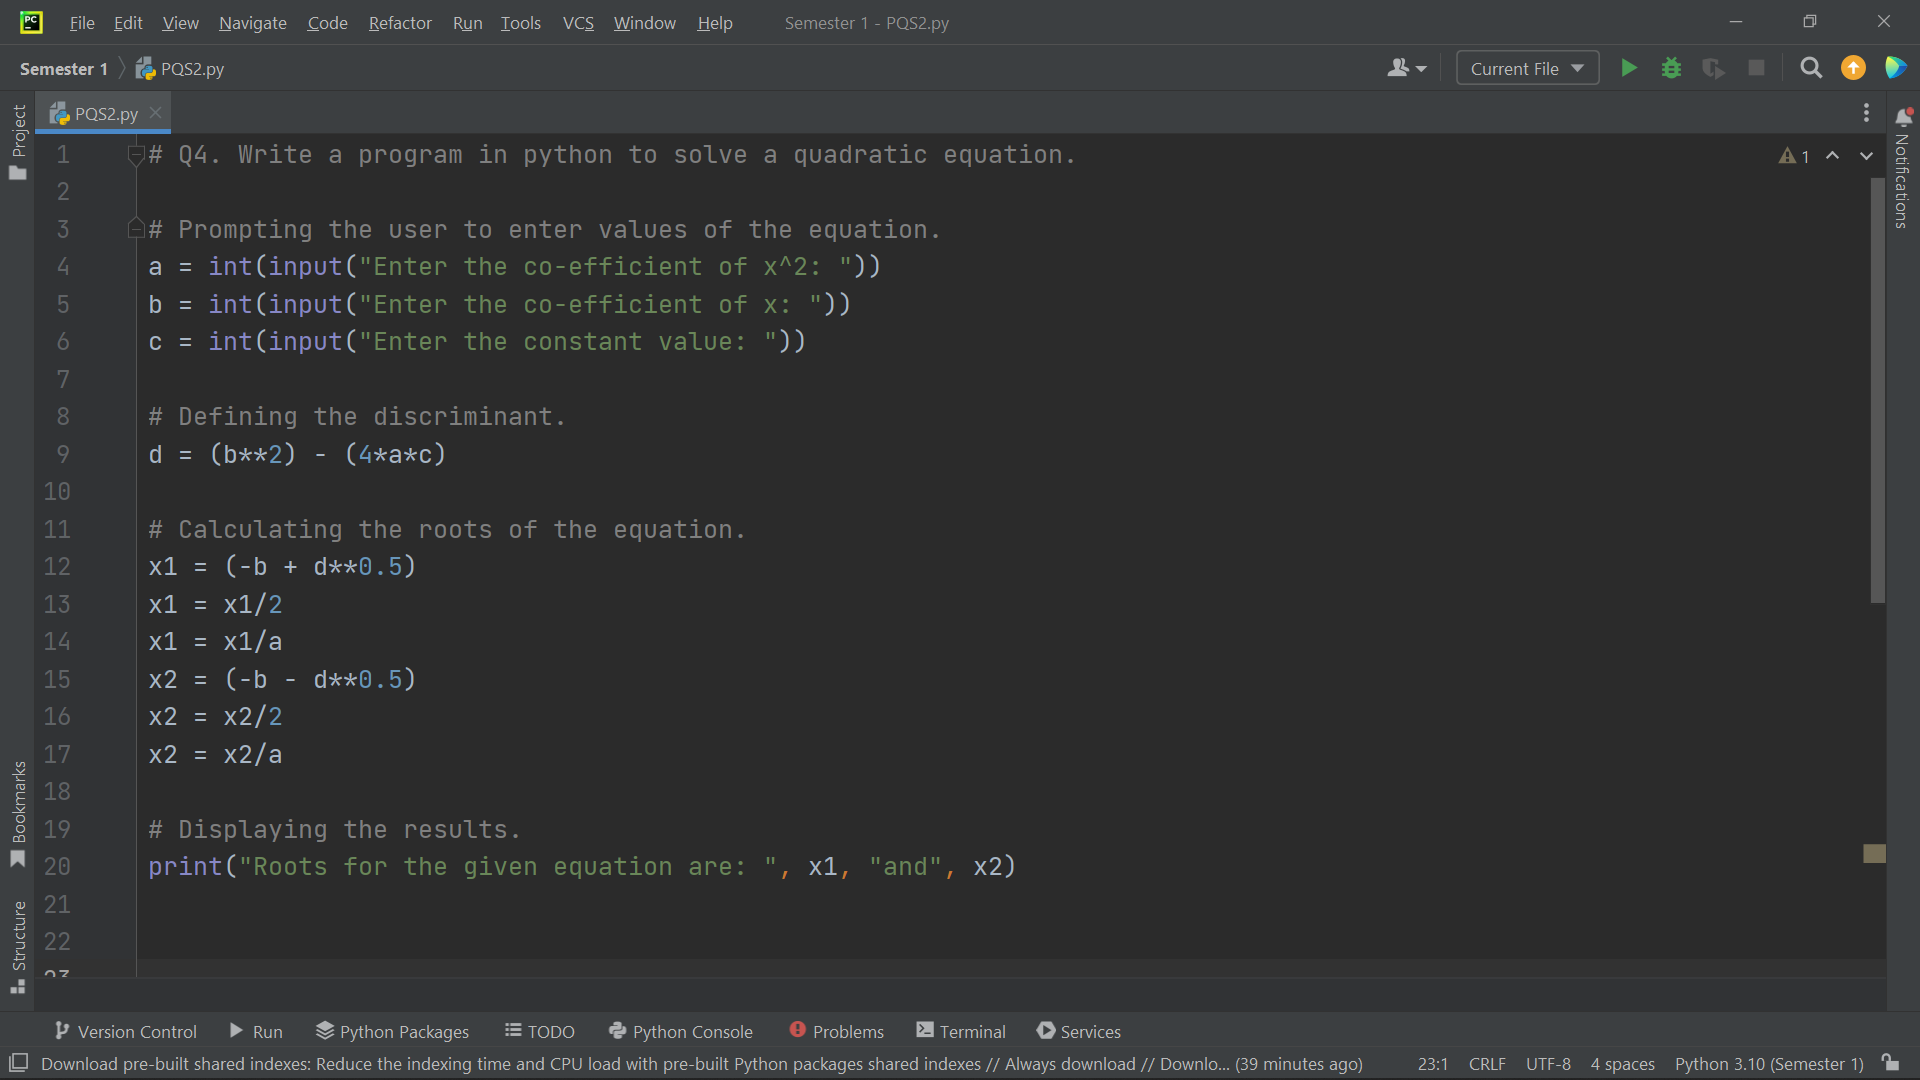 PC File Edit View Navigate Code Refactor Run Tools VCS Window Help Semester 1 - PQS2.py
Semester 1 PQS2.py Current File
Project
PQS2.py
Notifications
1 # Q4. Write a program in python to solve a quadratic equation.
1
2
3 # Prompting the user to enter values of the equation.
4 a = int(input("Enter the co-efficient of x^2: "))
5 b = int(input("Enter the co-efficient of x: "))
6 c = int(input("Enter the constant value: "))
7
8 # Defining the discriminant.
9 d = (b**2) - (4*a*c)
10
11 # Calculating the roots of the equation.
12 x1 = (-b + d**0.5)
13 x1 = x1/2
14 x1 = x1/a
15 x2 = (-b - d**0.5)
16 x2 = x2/2
17 x2 = x2/a
18
19 # Displaying the results.
20 print("Roots for the given equation are: ", x1, "and", x2)
21
22
23
Bookmarks
Structure
Version Control Run Python Packages TODO Python Console Problems Terminal Services
Download pre-built shared indexes: Reduce the indexing time and CPU load with pre-built Python packages shared indexes // Always download // Downlo... (39 minutes ago) 23:1 CRLF UTF-8 4 spaces Python 3.10 (Semester 1)